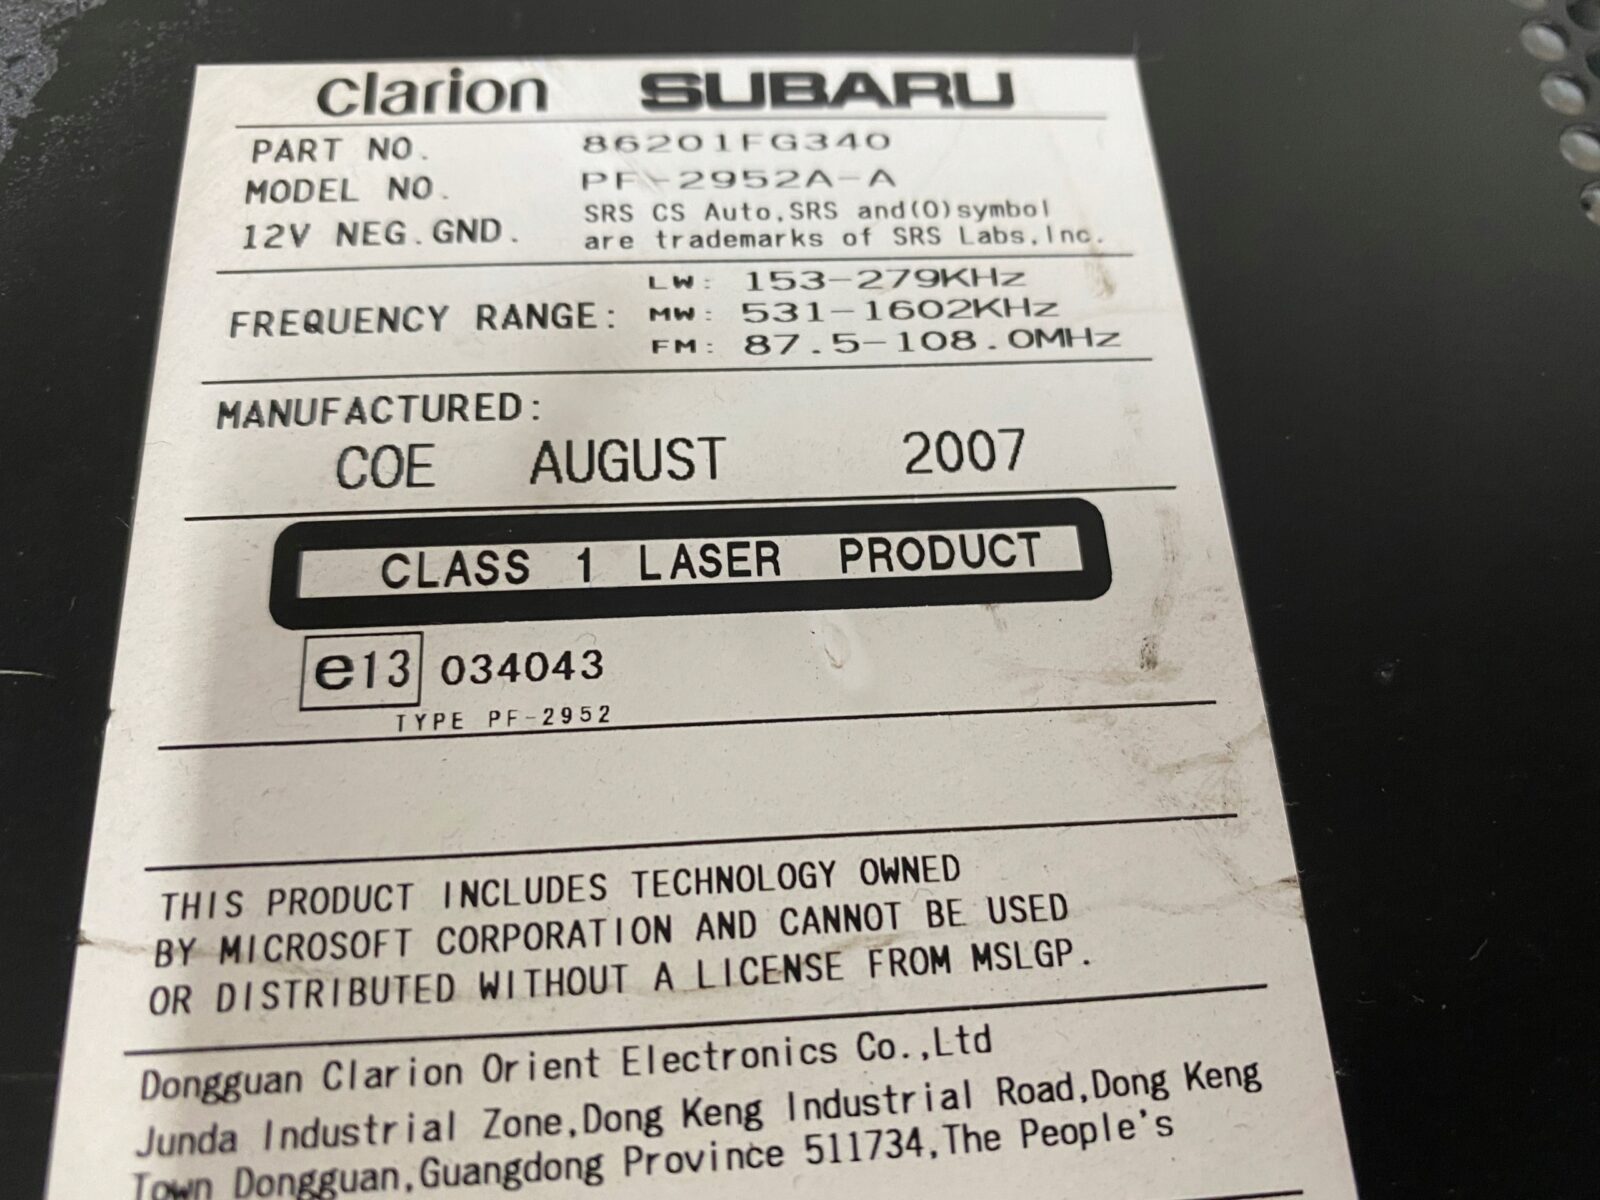 clarion SUBARU
PART NO. 86201FG340
MODEL NO. PF-2952A-A
12V NEG.GND. SRS CS Auto,SRS and(O)symbol
are trademarks of SRS Labs,Inc.
LW: 153-279KHz
FREQUENCY RANGE: MW: 531-1602KHz
FM: 87.5-108.0MHz
MANUFACTURED:
COE AUGUST 2007
CLASS 1 LASER PRODUCT
e13 034043
TYPE PF-2952
THIS PRODUCT INCLUDES TECHNOLOGY OWNED
BY MICROSOFT CORPORATION AND CANNOT BE USED
OR DISTRIBUTED WITHOUT A LICENSE FROM MSLGP.
Dongguan Clarion Orient Electronics Co.,Ltd
Junda Industrial Zone,Dong Keng Industrial Road,Dong Keng
Town Dongguan,Guangdong Province 511734,The People's